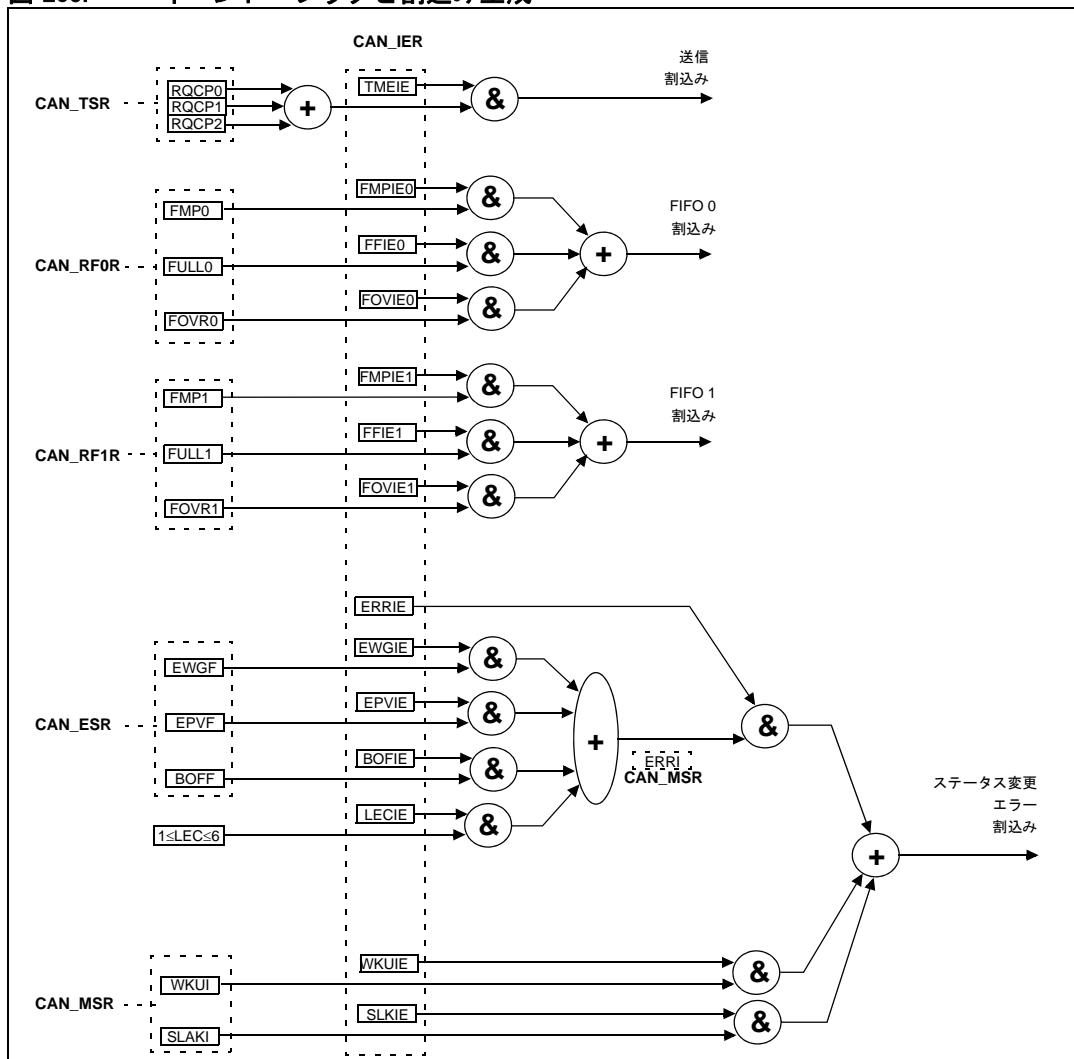 CAN_IER
送信
割込み
CAN_TSR
RQCP0
RQCP1
RQCP2
+
TMEIE
&
FMPIE0
&
FMP0
FIFO 0
割込み
FFIE0
&
+
CAN_RF0R
FULL0
FOVIE0
&
FOVR0
FMPIE1
&
FMP1
FIFO 1
割込み
FFIE1
&
+
CAN_RF1R
FULL1
FOVIE1
&
FOVR1
ERRIE
EWGIE
&
EWGF
EPVIE
&
CAN_ESR
EPVF
+
&
ERRI
CAN_MSR
BOFIE
&
BOFF
ステータス変更
エラー
割込み
LECIE
&
1≤LEC≤6
+
WKUIE
&
WKUI
CAN_MSR
SLKIE
&
SLAKI